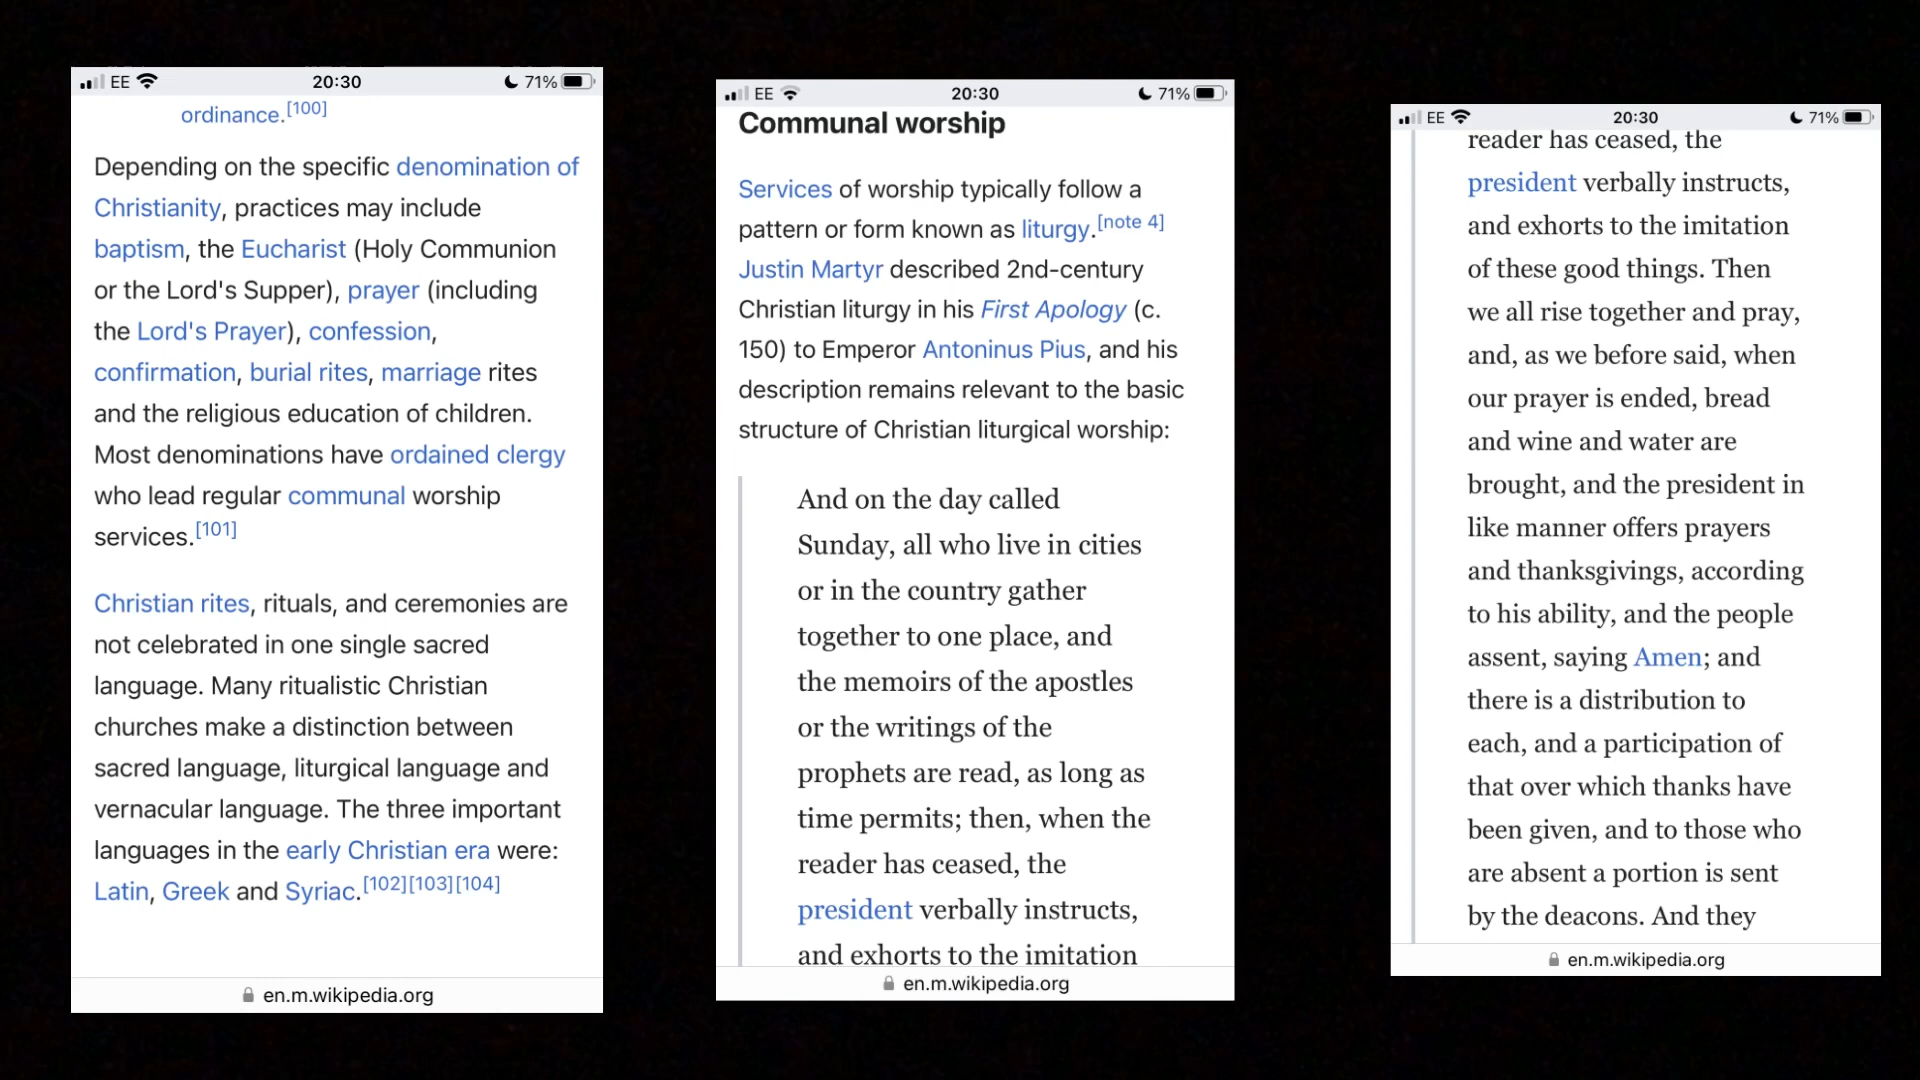 EE 20:30 71%
ordinance.[100]
Depending on the specific denomination of
Christianity, practices may include
baptism, the Eucharist (Holy Communion
or the Lord's Supper), prayer (including
the Lord's Prayer), confession,
confirmation, burial rites, marriage rites
and the religious education of children.
Most denominations have ordained clergy
who lead regular communal worship
services.[101]
Christian rites, rituals, and ceremonies are
not celebrated in one single sacred
language. Many ritualistic Christian
churches make a distinction between
sacred language, liturgical language and
vernacular language. The three important
languages in the early Christian era were:
Latin, Greek and Syriac.[102][103][104]
en.m.wikipedia.org
EE 20:30 71%
Communal worship
Services of worship typically follow a
pattern or form known as liturgy.[note 4]
Justin Martyr described 2nd-century
Christian liturgy in his First Apology (c.
150) to Emperor Antoninus Pius, and his
description remains relevant to the basic
structure of Christian liturgical worship:
And on the day called
Sunday, all who live in cities
or in the country gather
together to one place, and
the memoirs of the apostles
or the writings of the
prophets are read, as long as
time permits; then, when the
reader has ceased, the
president verbally instructs,
and exhorts to the imitation
en.m.wikipedia.org
EE 20:30 71%
reader has ceased, the
president verbally instructs,
and exhorts to the imitation
of these good things. Then
we all rise together and pray,
and, as we before said, when
our prayer is ended, bread
and wine and water are
brought, and the president in
like manner offers prayers
and thanksgivings, according
to his ability, and the people
assent, saying Amen; and
there is a distribution to
each, and a participation of
that over which thanks have
been given, and to those who
are absent a portion is sent
by the deacons. And they
en.m.wikipedia.org